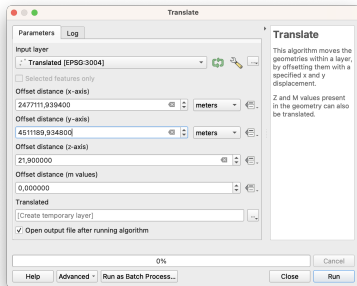 Translate
Parameters
Log
Input layer
Translated [EPSG:3004]
Selected features only
Offset distance (x-axis)
2477111,939400
meters
Offset distance (y-axis)
4511189,934800
meters
Offset distance (z-axis)
21,900000
Offset distance (m values)
0,000000
Translated
[Create temporary layer]
Open output file after running algorithm
Translate
This algorithm moves the
geometries within a layer,
by offsetting them with a
specified x and y
displacement.
Z and M values present
in the geometry can also
be translated.
0%
Cancel
Help
Advanced
Run as Batch Process...
Close
Run